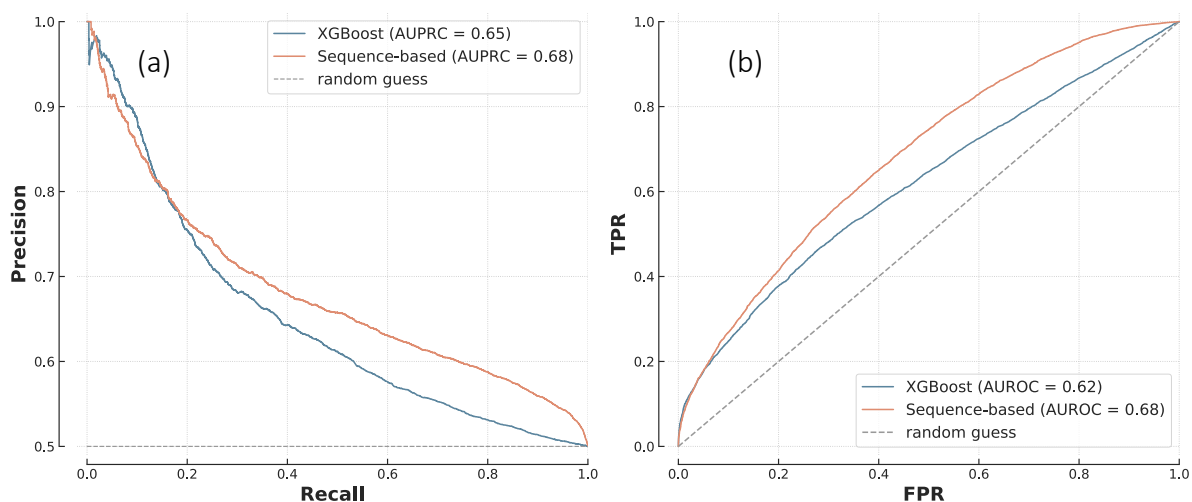 (a)
XGBoost (AUPRC = 0.65)
Sequence-based (AUPRC = 0.68)
random guess
Precision
1.0
0.9
0.8
0.7
0.6
0.5
0.0 0.2 0.4 0.6 0.8 1.0
Recall
(b)
TPR
1.0
0.8
0.6
0.4
0.2
0.0
XGBoost (AUROC = 0.62)
Sequence-based (AUROC = 0.68)
random guess
0.0 0.2 0.4 0.6 0.8 1.0
FPR